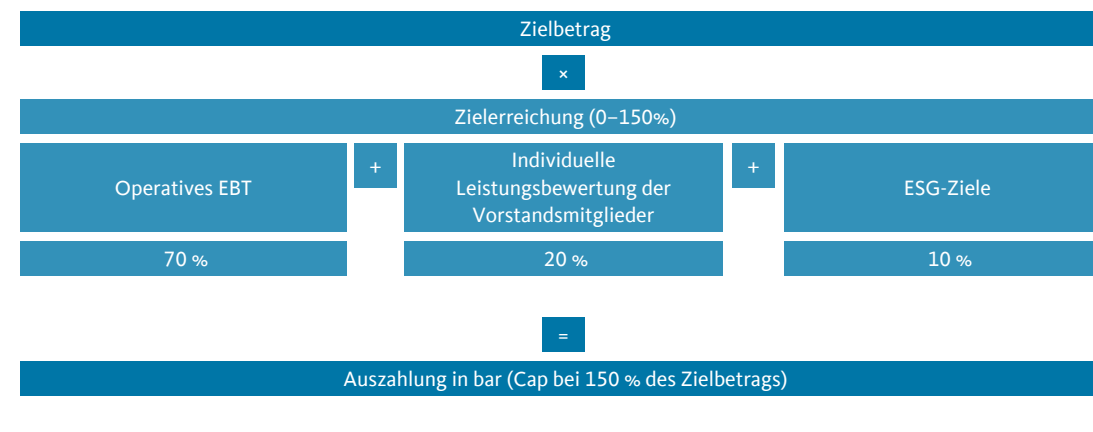 Zielbetrag
×
Zielerreichung (0–150%)
Operatives EBT
+
Individuelle
Leistungsbewertung der
Vorstandsmitglieder
+
ESG-Ziele
70 %
20 %
10 %
=
Auszahlung in bar (Cap bei 150 % des Zielbetrags)